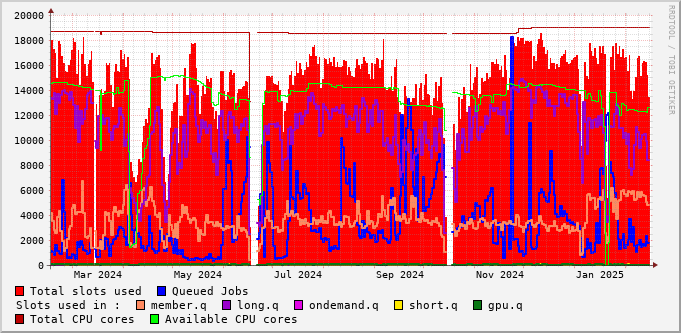 20000
18000
16000
14000
12000
10000
8000
6000
4000
2000
0
Mar 2024 May 2024 Jul 2024 Sep 2024 Nov 2024 Jan 2025
RRDTOOL / TOBI OETIKER
Total slots used Queued Jobs
Slots used in : member.q long.q ondemand.q short.q gpu.q
Total CPU cores Available CPU cores